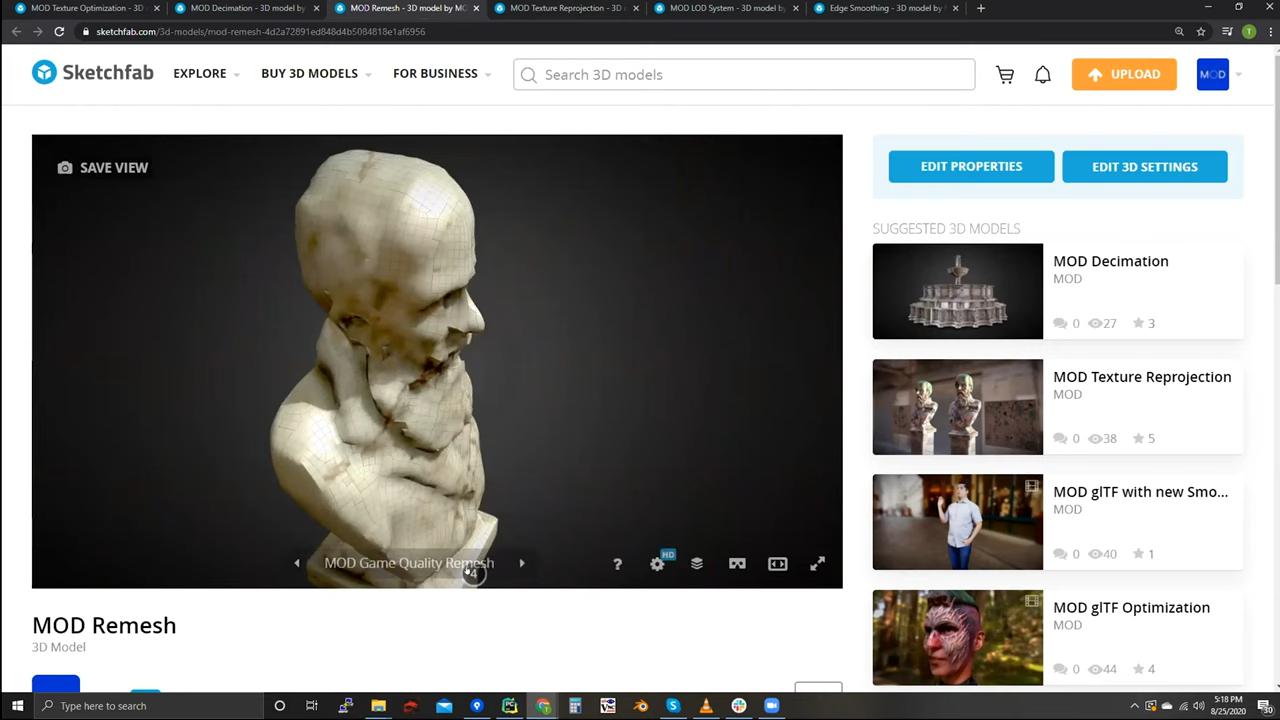 MOD Texture Optimization - 3D
MOD Decimation - 3D model by
MOD Remesh - 3D model by MO
MOD Texture Reprojection - 3D
MOD LOD System - 3D model by
Edge Smoothing - 3D model by
T
sketchfab.com/3d-models/mod-remesh-4d2a72891ed848d4b5084818e1af6956
Sketchfab
EXPLORE
BUY 3D MODELS
FOR BUSINESS
Search 3D models
UPLOAD
MOD
SAVE VIEW
MOD Game Quality Remesh
4
?
HD
EDIT PROPERTIES
EDIT 3D SETTINGS
SUGGESTED 3D MODELS
MOD Decimation
MOD
0 27 3
MOD Texture Reprojection
MOD
0 38 5
MOD glTF with new Smo...
MOD
0 40 1
MOD glTF Optimization
MOD
0 44 4
MOD Remesh
3D Model
Type here to search
5:18 PM
8/25/2020
30